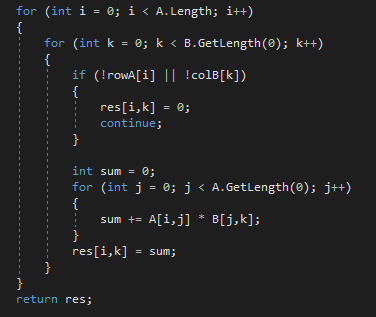 for (int i = 0; i < A.Length; i++)
{
    for (int k = 0; k < B.GetLength(0); k++)
    {
        if (!rowA[i] || !colB[k])
        {
            res[i,k] = 0;
            continue;
        }

        int sum = 0;
        for (int j = 0; j < A.GetLength(0); j++)
        {
            sum += A[i,j] * B[j,k];
        }
        res[i,k] = sum;
    }
}
return res;